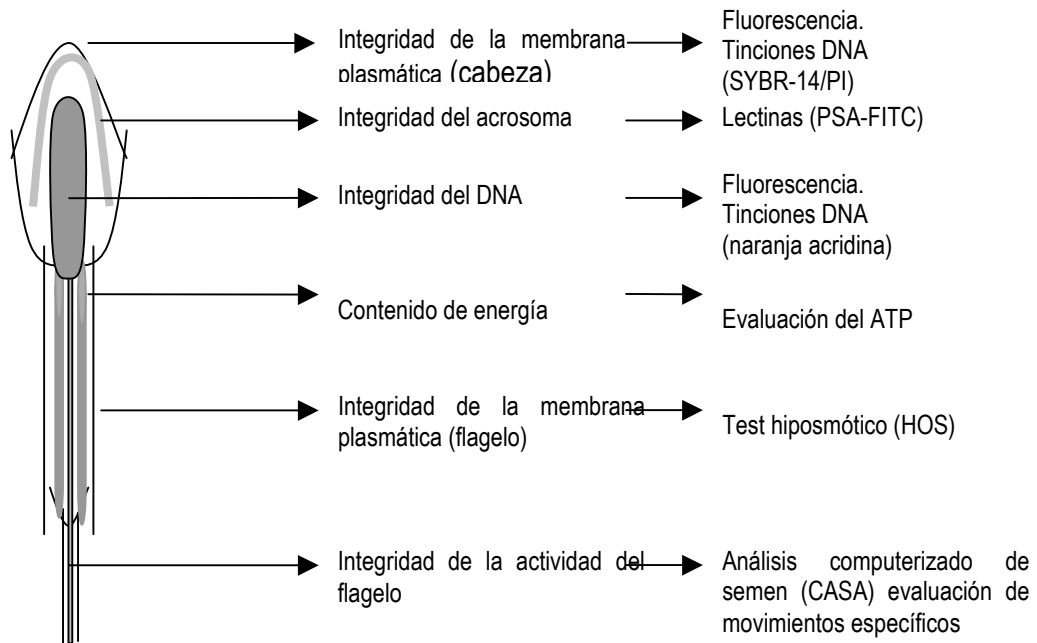 Integridad de la membrana
plasmática (cabeza)
Fluorescencia.
Tinciones DNA
(SYBR-14/PI)
Integridad del acrosoma
Lectinas (PSA-FITC)
Integridad del DNA
Fluorescencia.
Tinciones DNA
(naranja acridina)
Contenido de energía
Evaluación del ATP
Integridad de la membrana
plasmática (flagelo)
Test hiposmótico (HOS)
Integridad de la actividad del
flagelo
Análisis computerizado de
semen (CASA) evaluación de
movimientos específicos